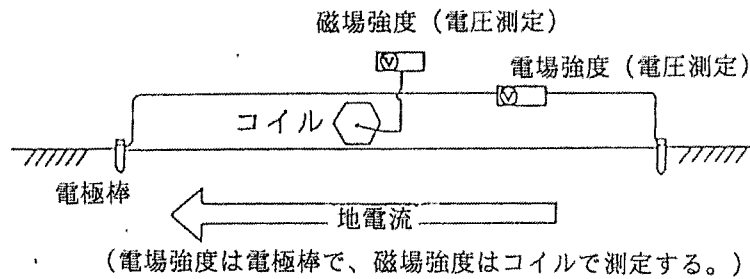 磁場強度（電圧測定）
電場強度（電圧測定）
V
V
コイル
電極棒
地電流
（電場強度は電極棒で、磁場強度はコイルで測定する。）